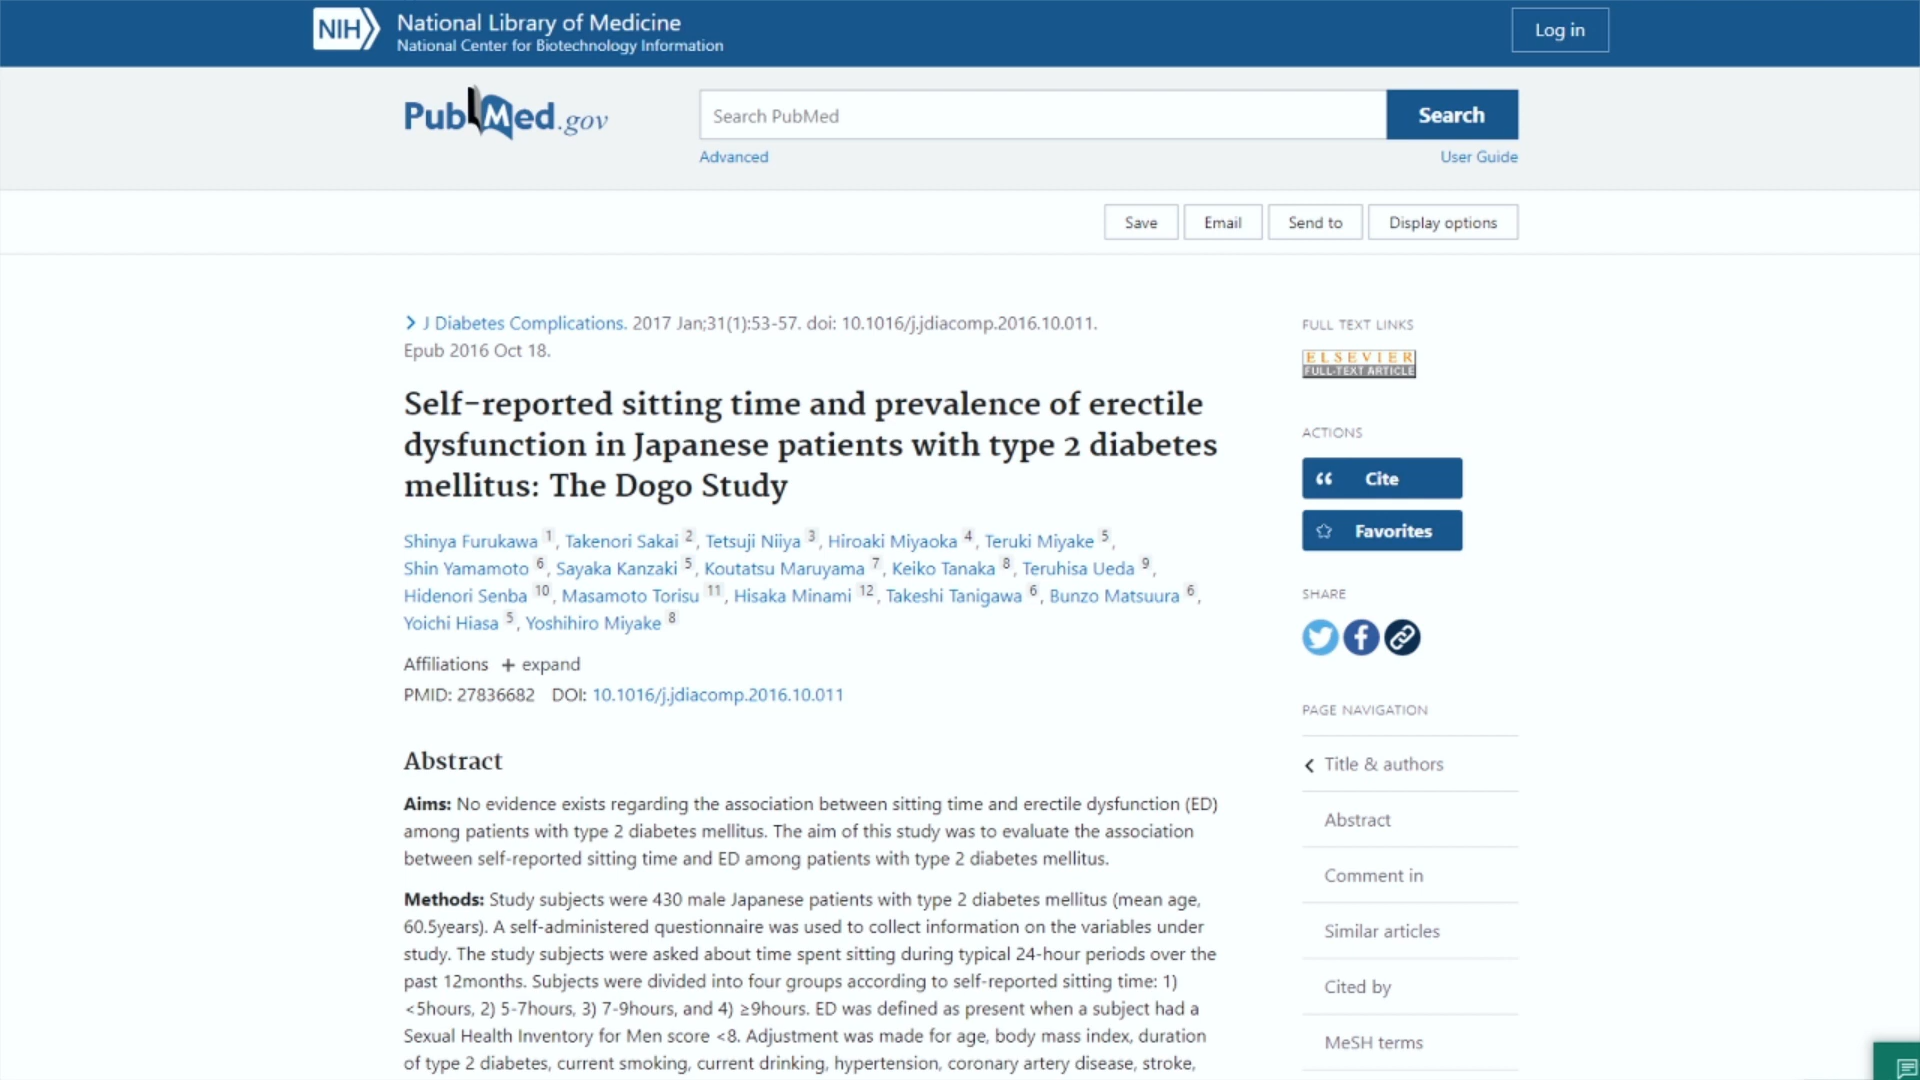 NIH
National Library of Medicine
National Center for Biotechnology Information
Log in
PubMed.gov
Search PubMed
Search
Advanced
User Guide
Save
Email
Send to
Display options
J Diabetes Complications. 2017 Jan;31(1):53-57. doi: 10.1016/j.jdiacomp.2016.10.011.
Epub 2016 Oct 18.
Self-reported sitting time and prevalence of erectile
dysfunction in Japanese patients with type 2 diabetes
mellitus: The Dogo Study
Shinya Furukawa 1, Takenori Sakai 2, Tetsuji Niiya 3, Hiroaki Miyaoka 4, Teruki Miyake 5,
Shin Yamamoto 6, Sayaka Kanzaki 5, Koutatsu Maruyama 7, Keiko Tanaka 8, Teruhisa Ueda 9,
Hidenori Senba 10, Masamoto Torisu 11, Hisaka Minami 12, Takeshi Tanigawa 6, Bunzo Matsuura 6,
Yoichi Hiasa 5, Yoshihiro Miyake 8
Affiliations + expand
PMID: 27836682 DOI: 10.1016/j.jdiacomp.2016.10.011
Abstract
Aims: No evidence exists regarding the association between sitting time and erectile dysfunction (ED)
among patients with type 2 diabetes mellitus. The aim of this study was to evaluate the association
between self-reported sitting time and ED among patients with type 2 diabetes mellitus.
Methods: Study subjects were 430 male Japanese patients with type 2 diabetes mellitus (mean age,
60.5years). A self-administered questionnaire was used to collect information on the variables under
study. The study subjects were asked about time spent sitting during typical 24-hour periods over the
past 12months. Subjects were divided into four groups according to self-reported sitting time: 1)
<5hours, 2) 5-7hours, 3) 7-9hours, and 4) ≥9hours. ED was defined as present when a subject had a
Sexual Health Inventory for Men score <8. Adjustment was made for age, body mass index, duration
of type 2 diabetes, current smoking, current drinking, hypertension, coronary artery disease, stroke,
FULL TEXT LINKS
ELSEVIER
FULL-TEXT ARTICLE
ACTIONS
Cite
Favorites
SHARE
PAGE NAVIGATION
Title & authors
Abstract
Comment in
Similar articles
Cited by
MeSH terms